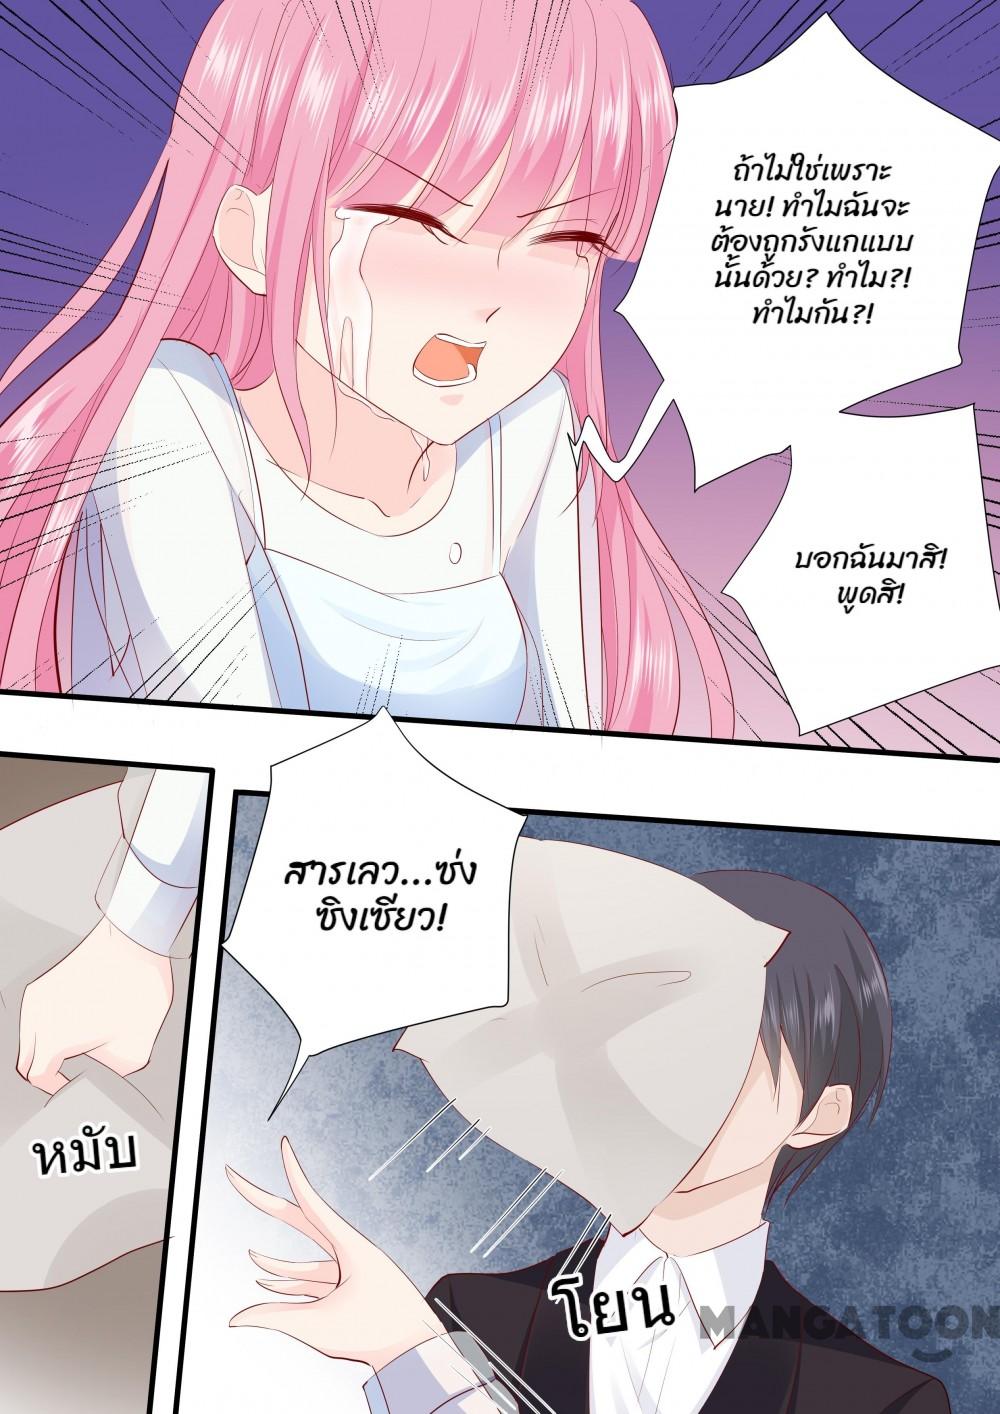 ถ้าไม่ใช่เพราะ
นาย! ทำไมฉันจะ
ต้องถูกรังแกแบบ
นั้นด้วย? ทำไม?!
ทำไมกัน?!
บอกฉันมาสิ!
พูดสิ!
สารเลว...ซ่ง
ซิงเซียว!
หมับ
โยน
MANGATOON